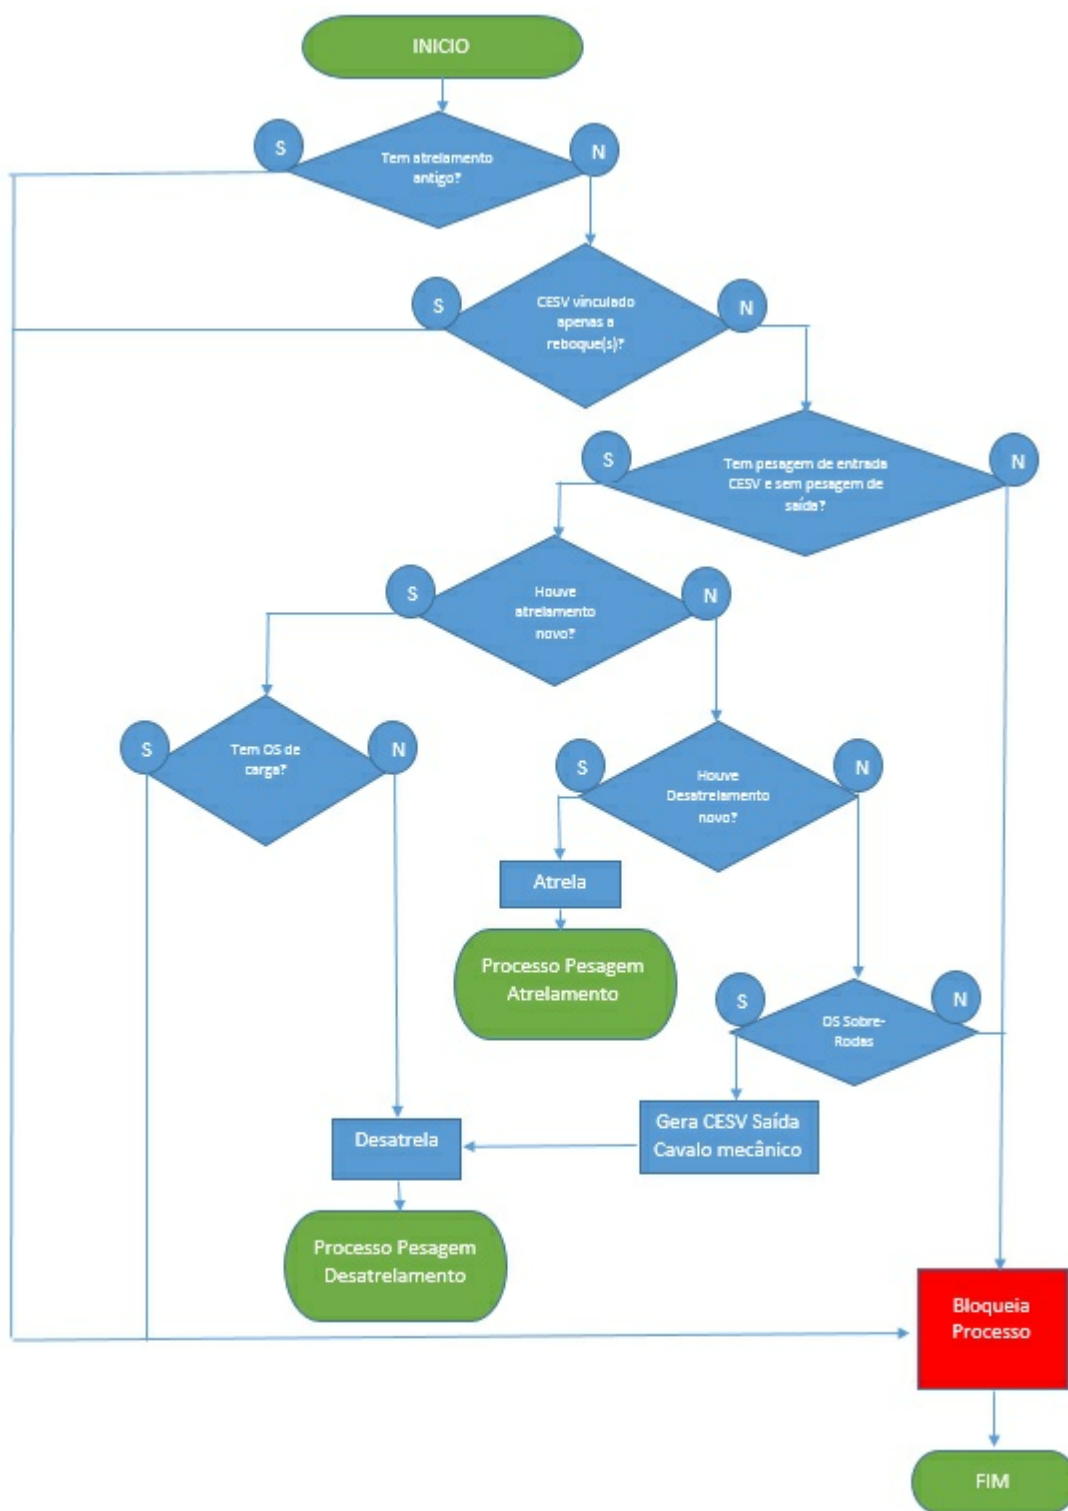 INICIO
S
Tem atrelamento
antigo?
N
S
CESV vinculado
apenas a
reboque(s)?
N
S
Tem pesagem de entrada
CESV e sem pesagem de
saída?
N
S
Houve
atrelamento
novo?
N
S
Tem OS de
carga?
N
S
Houve
Desatrelamento
novo?
N
Atrela
Processo Pesagem
Atrelamento
S
OS Sobre-
Rodas
N
Desatrela
Gera CESV Saída
Cavalo mecânico
Processo Pesagem
Desatrelamento
Bloqueia
Processo
FIM